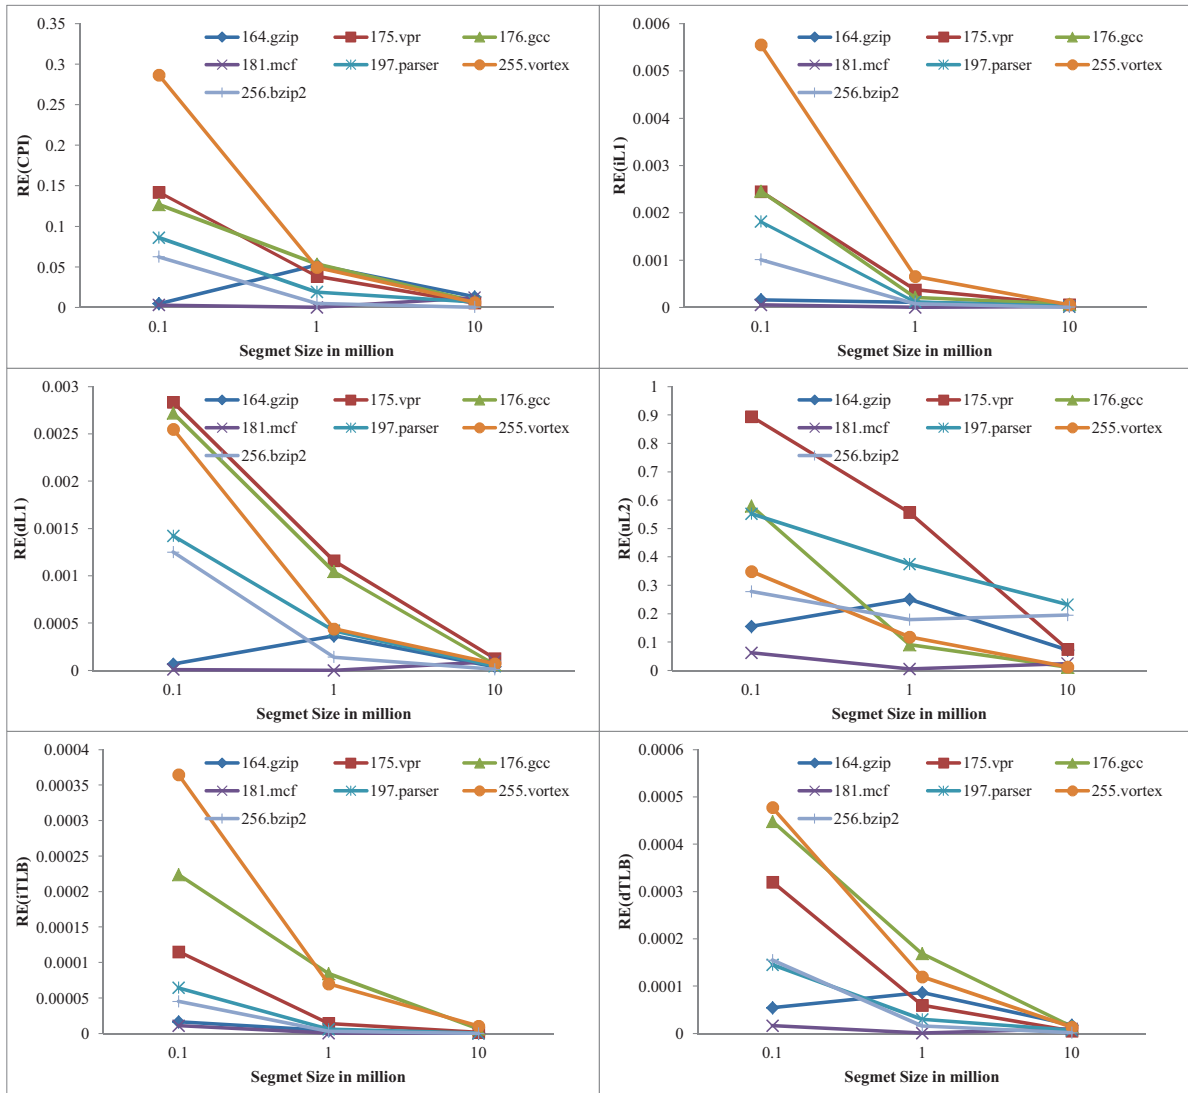 0.35
0.3
0.25
0.2
0.15
0.1
0.05
0
RE(CPI)
164.gzip 175.vpr 176.gcc
181.mcf 197.parser 255.vortex
256.bzip2
0.1 1 10
Segmet Size in million
0.006
0.005
0.004
0.003
0.002
0.001
0
RE(iL1)
164.gzip 175.vpr 176.gcc
181.mcf 197.parser 255.vortex
256.bzip2
0.1 1 10
Segmet Size in million
0.003
0.0025
0.002
0.0015
0.001
0.0005
0
RE(dL1)
164.gzip 175.vpr 176.gcc
181.mcf 197.parser 255.vortex
256.bzip2
0.1 1 10
Segmet Size in million
1
0.9
0.8
0.7
0.6
0.5
0.4
0.3
0.2
0.1
0
RE(uL2)
164.gzip 175.vpr 176.gcc
181.mcf 197.parser 255.vortex
256.bzip2
0.1 1 10
Segmet Size in million
0.0004
0.00035
0.0003
0.00025
0.0002
0.00015
0.0001
0.00005
0
RE(iTLB)
164.gzip 175.vpr 176.gcc
181.mcf 197.parser 255.vortex
256.bzip2
0.1 1 10
Segmet Size in million
0.0006
0.0005
0.0004
0.0003
0.0002
0.0001
0
RE(dTLB)
164.gzip 175.vpr 176.gcc
181.mcf 197.parser 255.vortex
256.bzip2
0.1 1 10
Segmet Size in million